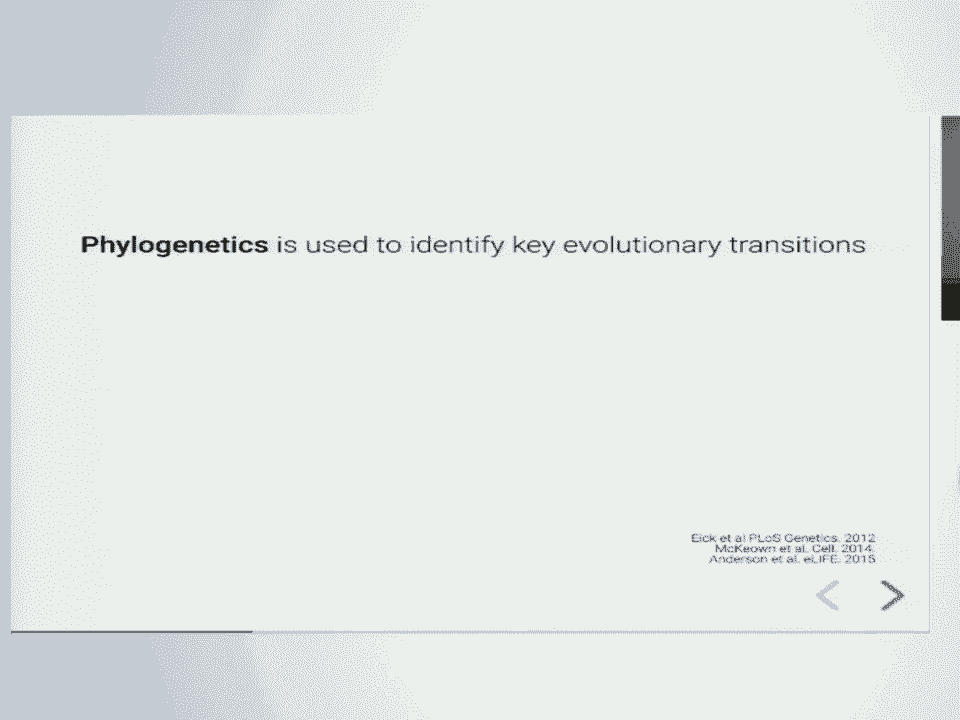 Phylogenetics is used to identify key evolutionary transitions
Eick et al PLoS Genetics. 2012
McKeown et al. Cell. 2014.
Anderson et al. eLIFE. 2015